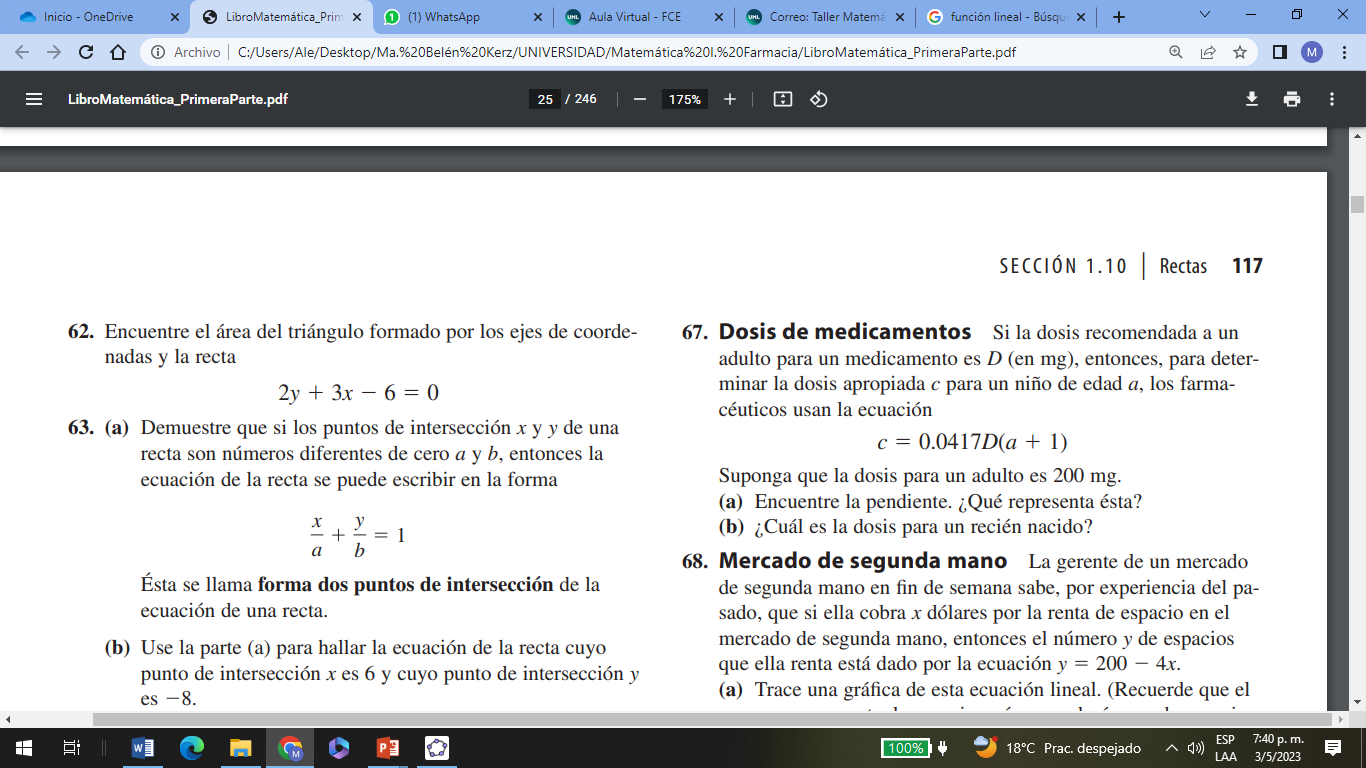 Inicio - OneDrive
LibroMatemática_Prim
(1) WhatsApp
Aula Virtual - FCE
Correo: Taller Matemá
función lineal - Búsqu
Archivo | C:/Users/Ale/Desktop/Ma.%20Belén%20Kerz/UNIVERSIDAD/Matemática%20I.%20Farmacia/LibroMatemática_PrimeraParte.pdf
M
LibroMatemática_PrimeraParte.pdf
25 / 246
175%
SECCIÓN 1.10 | Rectas 117
62. Encuentre el área del triángulo formado por los ejes de coorde-
nadas y la recta
2y + 3x − 6 = 0
63. (a) Demuestre que si los puntos de intersección x y y de una
recta son números diferentes de cero a y b, entonces la
ecuación de la recta se puede escribir en la forma
x/a + y/b = 1
Ésta se llama forma dos puntos de intersección de la
ecuación de una recta.
(b) Use la parte (a) para hallar la ecuación de la recta cuyo
punto de intersección x es 6 y cuyo punto de intersección y
es −8.
67. Dosis de medicamentos Si la dosis recomendada a un
adulto para un medicamento es D (en mg), entonces, para deter-
minar la dosis apropiada c para un niño de edad a, los farma-
céuticos usan la ecuación
c = 0.0417D(a + 1)
Suponga que la dosis para un adulto es 200 mg.
(a) Encuentre la pendiente. ¿Qué representa ésta?
(b) ¿Cuál es la dosis para un recién nacido?
68. Mercado de segunda mano La gerente de un mercado
de segunda mano en fin de semana sabe, por experiencia del pa-
sado, que si ella cobra x dólares por la renta de espacio en el
mercado de segunda mano, entonces el número y de espacios
que ella renta está dado por la ecuación y = 200 − 4x.
(a) Trace una gráfica de esta ecuación lineal. (Recuerde que el
100%
18°C Prac. despejado
ESP
LAA
7:40 p. m.
3/5/2023